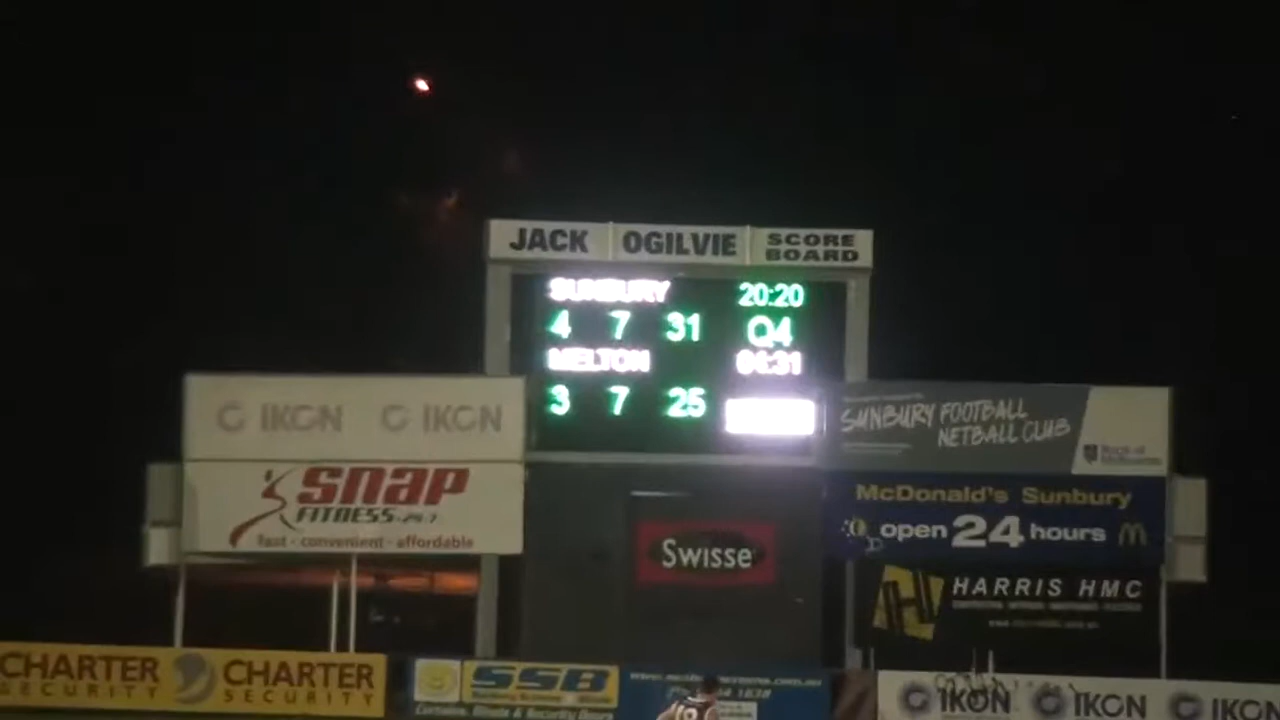 JACK OGILVIE SCORE BOARD
SUNBURY 20:20
4 7 31 Q4
MELTON
3 7 25
IKON IKON
SNAP
FITNESS 24-7
fast - convenient - affordable
SUNBURY FOOTBALL
NETBALL CLUB
McDonald's Sunbury
open 24 hours
Swisse
HARRIS HMC
CHARTER CHARTER
SECURITY SECURITY
SSB
IKON IKON IKON